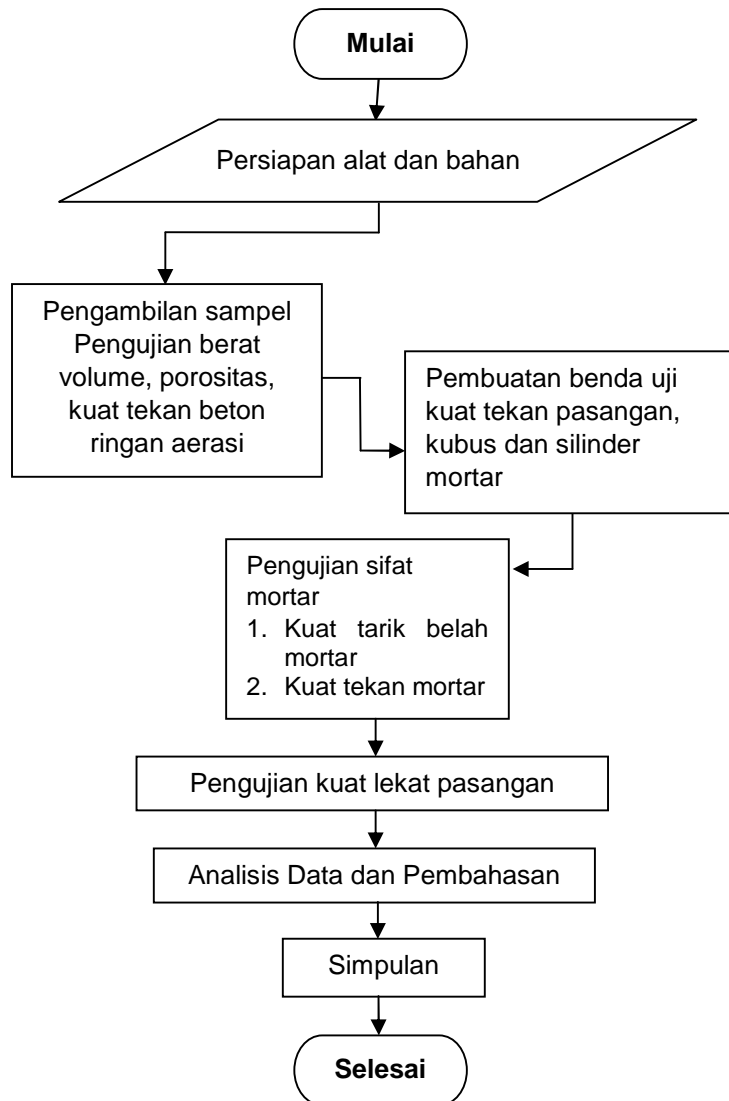 Mulai
Persiapan alat dan bahan
Pengambilan sampel
Pengujian berat
volume, porositas,
kuat tekan beton
ringan aerasi
Pembuatan benda uji
kuat tekan pasangan,
kubus dan silinder
mortar
Pengujian sifat
mortar
1. Kuat tarik belah
mortar
2. Kuat tekan mortar
Pengujian kuat lekat pasangan
Analisis Data dan Pembahasan
Simpulan
Selesai